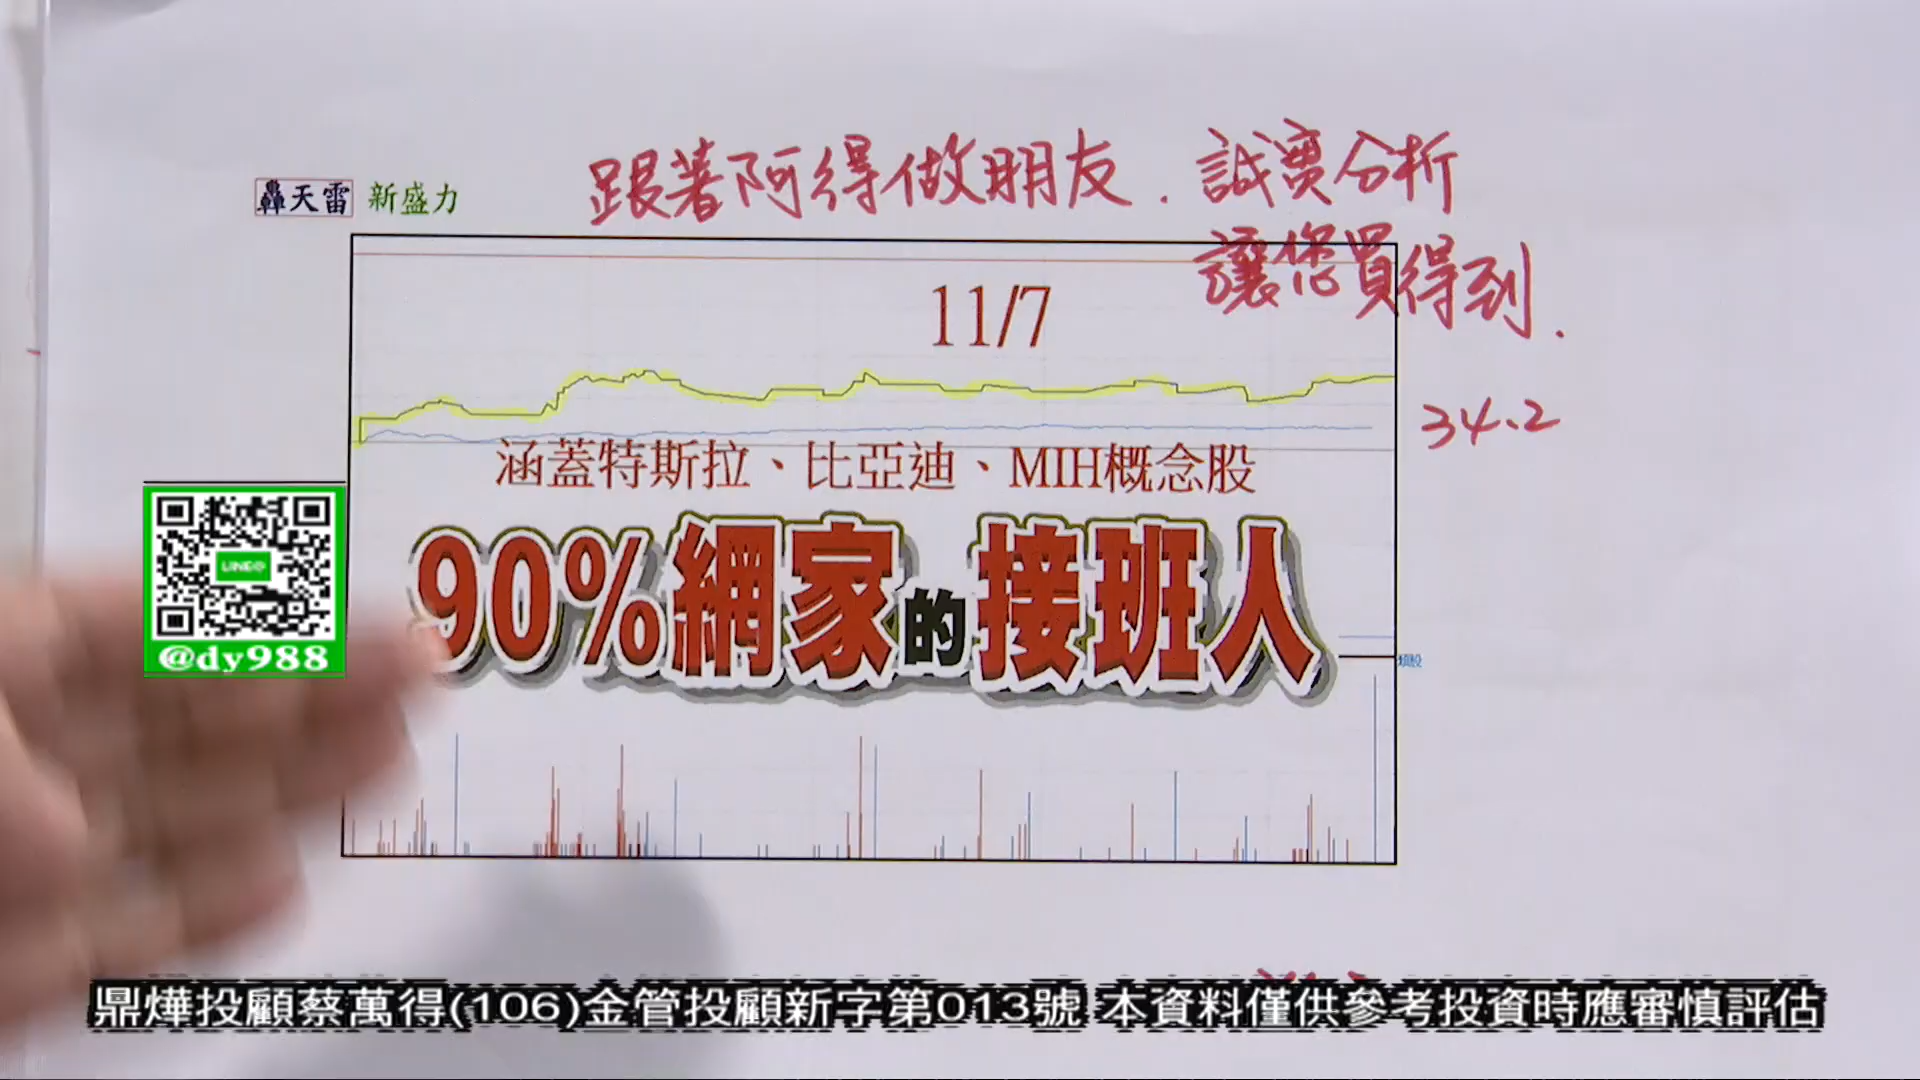 跟著阿得做朋友．誠實分析
轟天雷 新盛力
讓您買得到．
11/7
34.2
涵蓋特斯拉、比亞迪、MIH概念股
90%網家的接班人
LINE@
@dy988
鼎燁投顧蔡萬得(106)金管投顧新字第013號 本資料僅供參考投資時應審慎評估